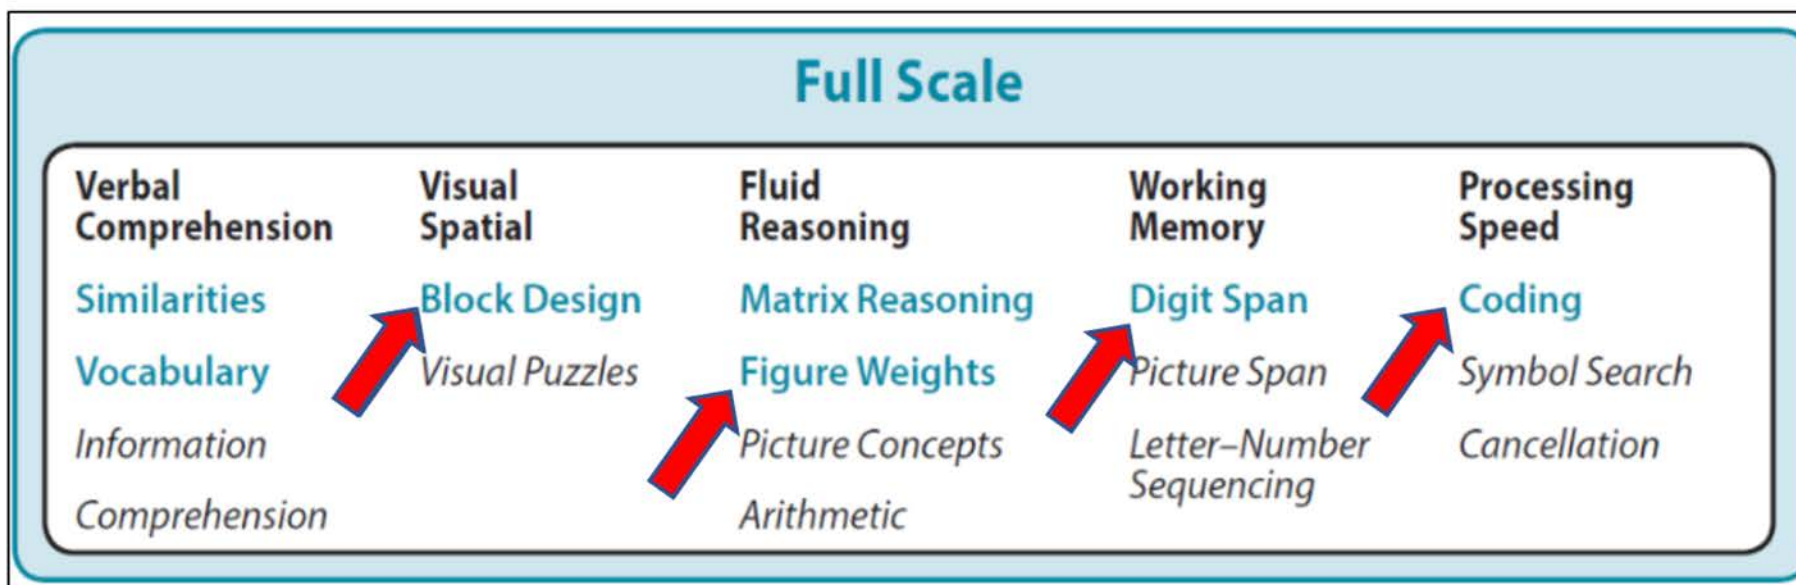 Full Scale
Verbal
Comprehension
Similarities
Vocabulary
Information
Comprehension
Visual
Spatial
Block Design
Visual Puzzles
Fluid
Reasoning
Matrix Reasoning
Figure Weights
Picture Concepts
Arithmetic
Working
Memory
Digit Span
Picture Span
Letter–Number
Sequencing
Processing
Speed
Coding
Symbol Search
Cancellation